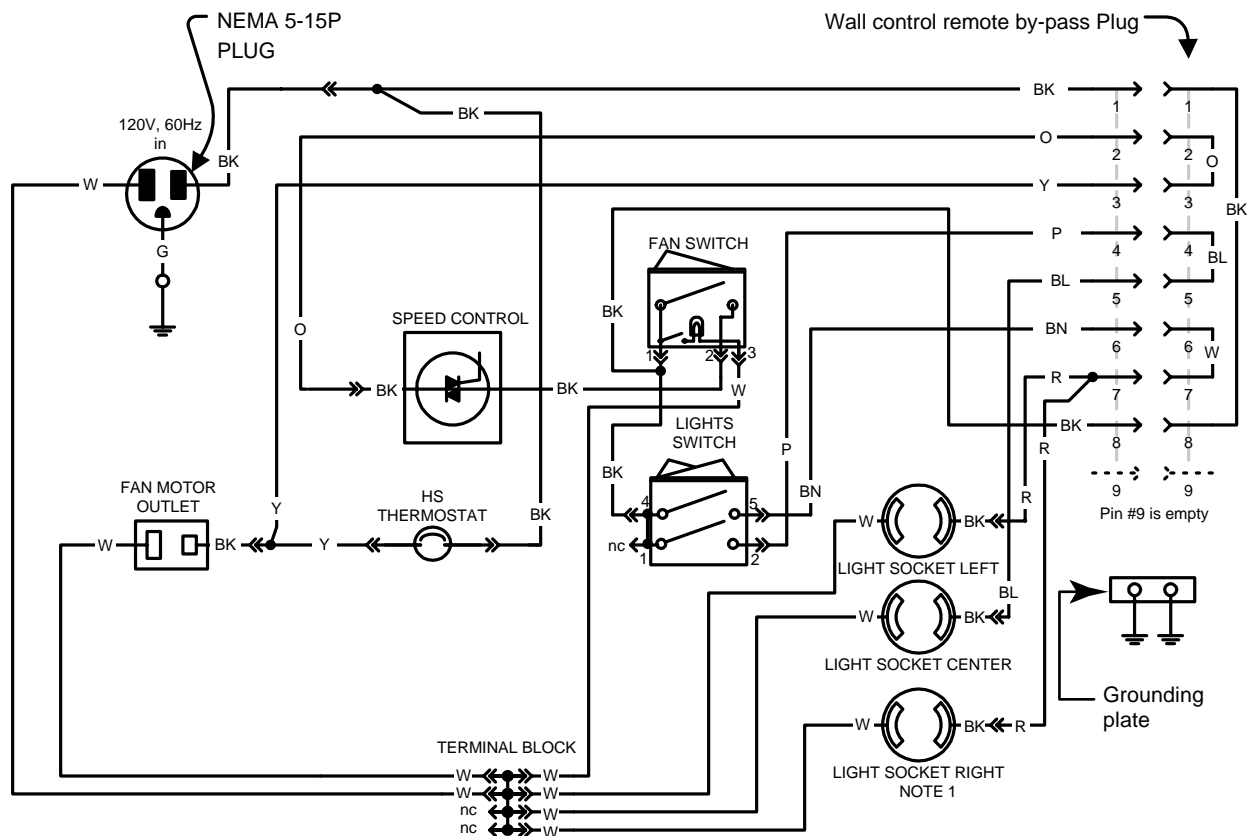 NEMA 5-15P
PLUG
Wall control remote by-pass Plug
120V, 60Hz
in
BK
BK
BK
1
1
W
O
2
2
O
Y
3
3
BK
G
FAN SWITCH
P
4
4
BL
BL
5
5
O
SPEED CONTROL
BK
BN
6
6
W
1
2
3
BK
BK
W
R
7
7
LIGHTS
SWITCH
BK
8
8
P
R
BK
4
5
BN
9
9
Pin #9 is empty
FAN MOTOR
OUTLET
Y
HS
THERMOSTAT
BK
R
W
BK
W
BK
Y
nc
1
2
LIGHT SOCKET LEFT
BL
W
BK
LIGHT SOCKET CENTER
Grounding
plate
W
BK
R
LIGHT SOCKET RIGHT
NOTE 1
TERMINAL BLOCK
W
W
W
W
nc
W
nc
W